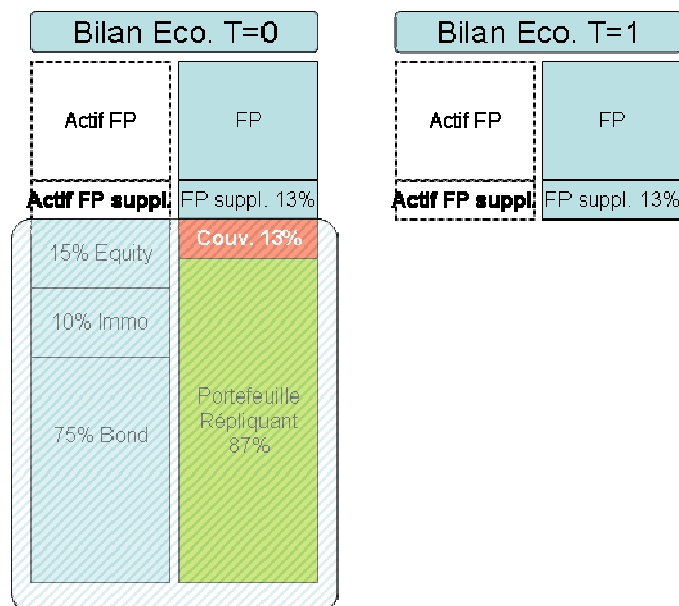 Bilan Eco. T=0
Actif FP
FP
Actif FP suppl.
FP suppl. 13%
15% Equity
Couv. 13%
10% Immo
75% Bond
Portefeuille
Répliquant
87%
Bilan Eco. T=1
Actif FP
FP
Actif FP suppl.
FP suppl. 13%